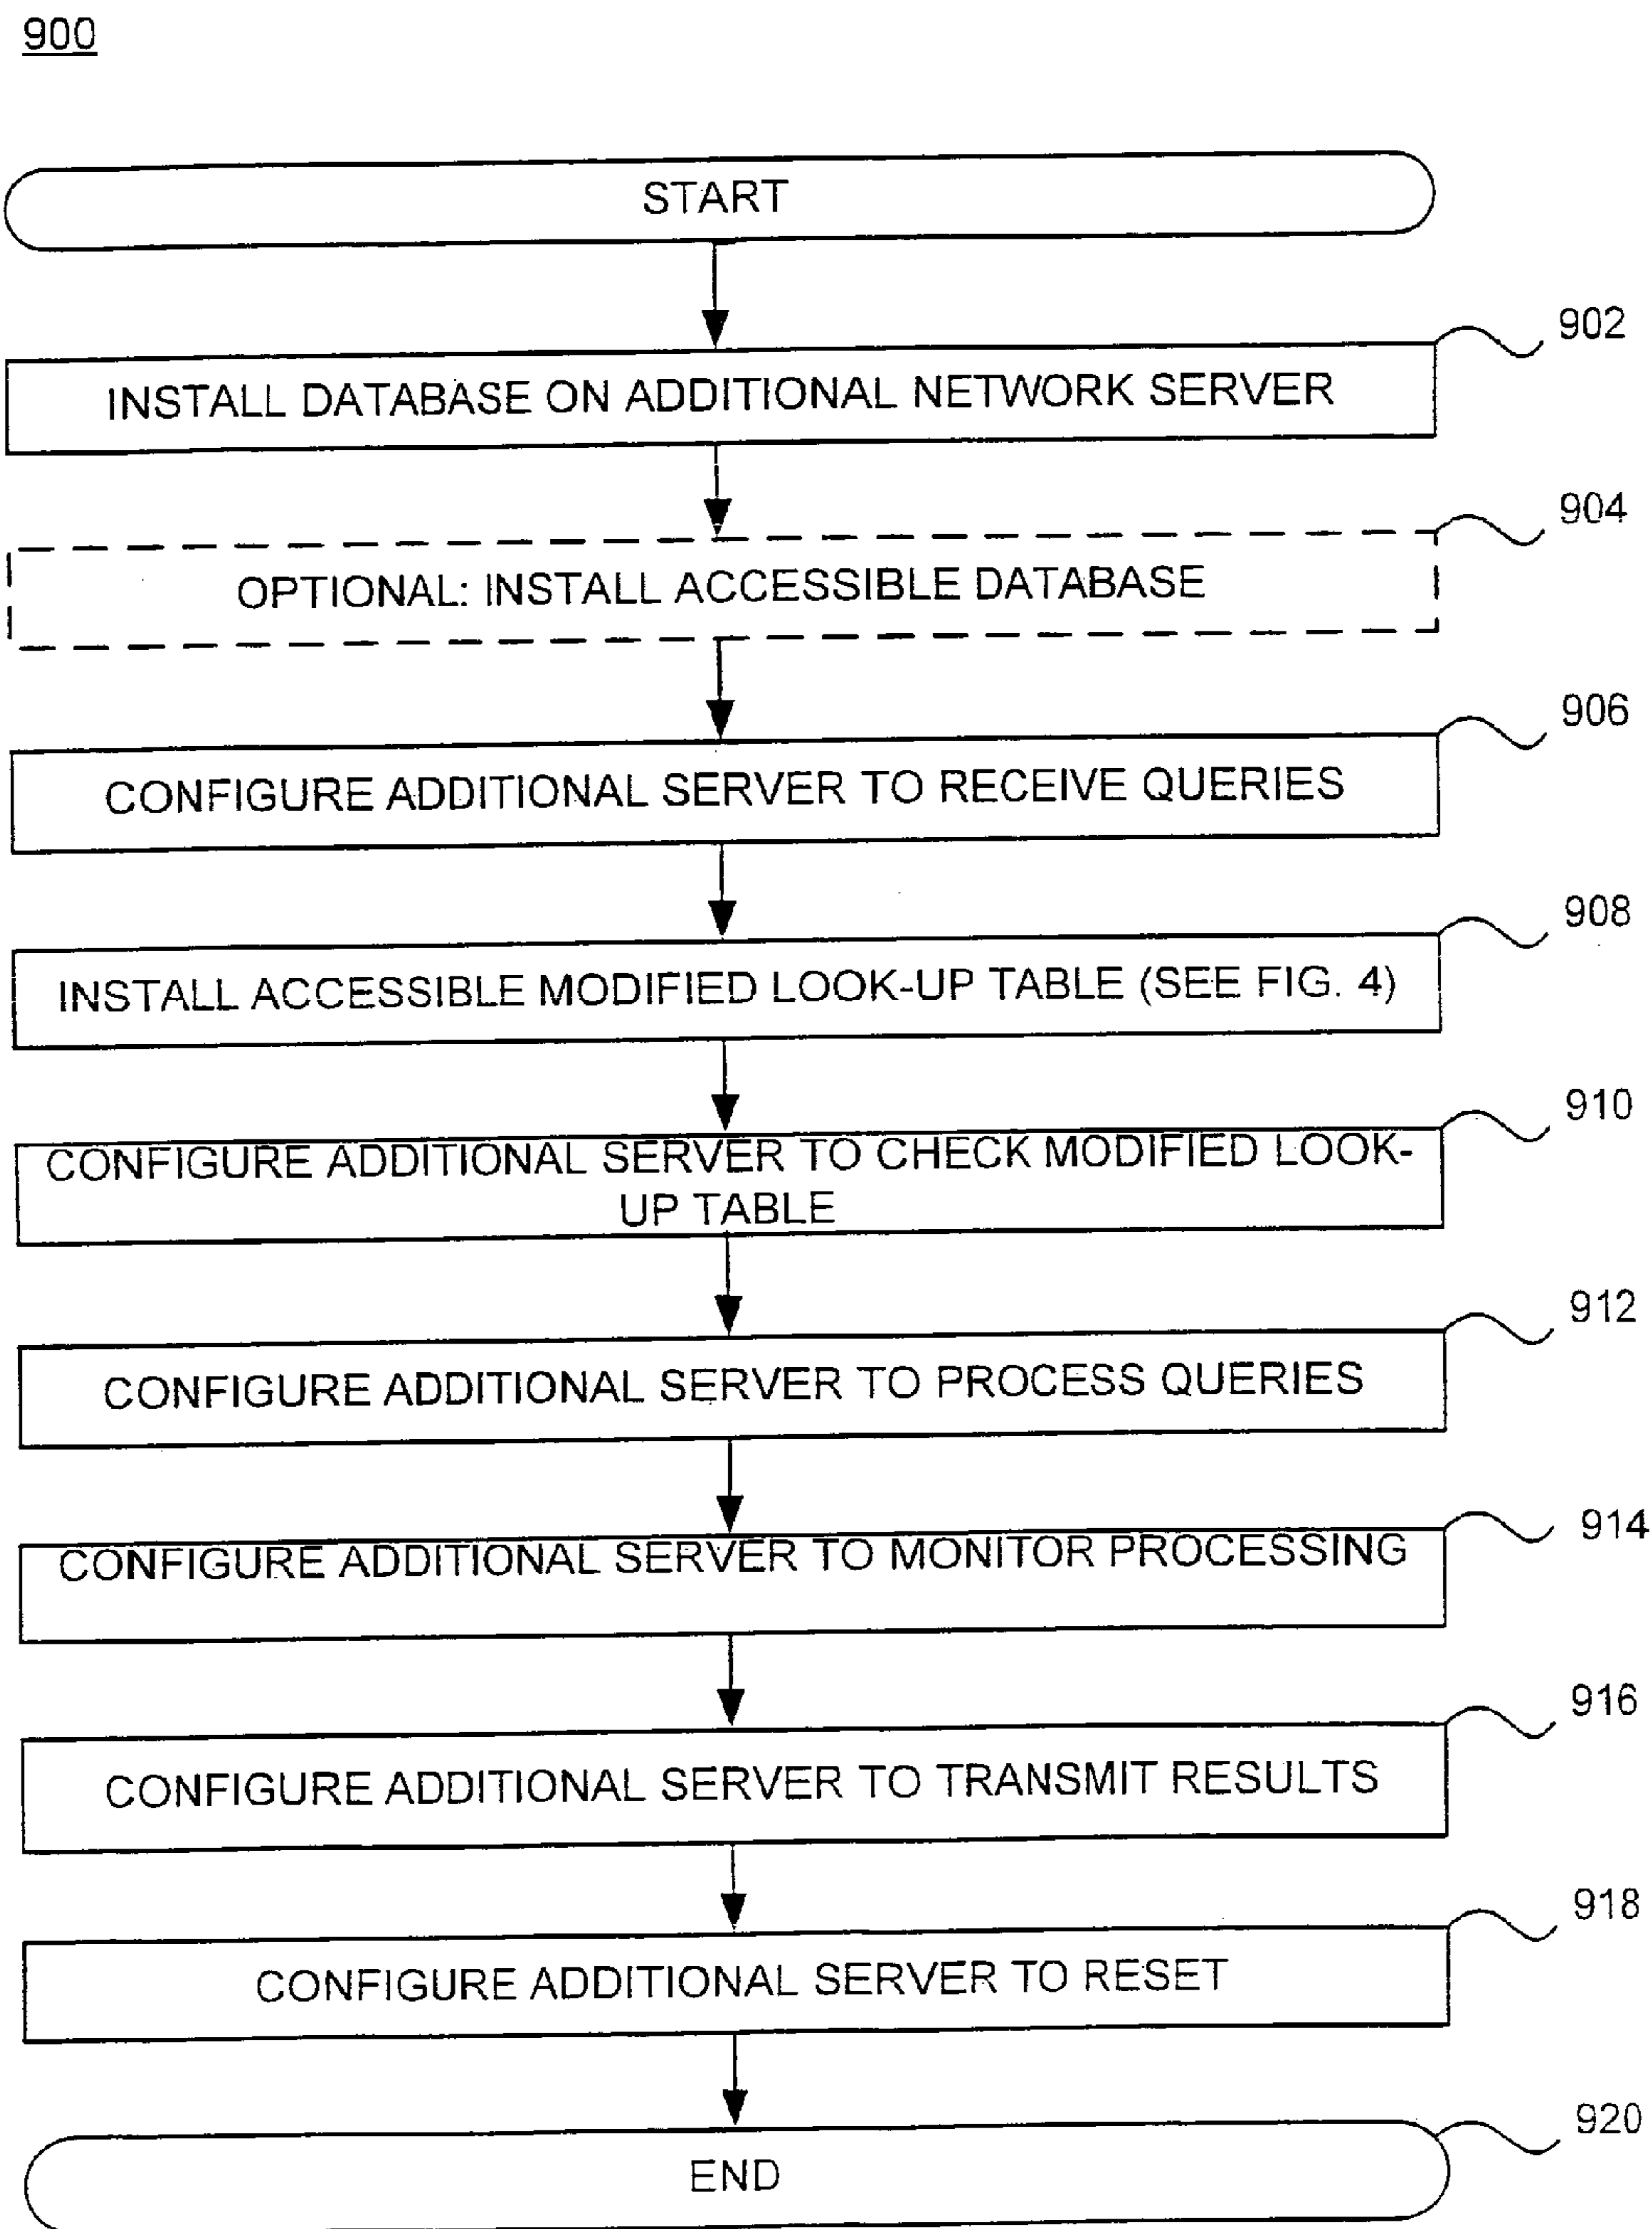 900
START
902
INSTALL DATABASE ON ADDITIONAL NETWORK SERVER
904
OPTIONAL: INSTALL ACCESSIBLE DATABASE
906
CONFIGURE ADDITIONAL SERVER TO RECEIVE QUERIES
908
INSTALL ACCESSIBLE MODIFIED LOOK-UP TABLE (SEE FIG. 4)
910
CONFIGURE ADDITIONAL SERVER TO CHECK MODIFIED LOOK-
UP TABLE
912
CONFIGURE ADDITIONAL SERVER TO PROCESS QUERIES
914
CONFIGURE ADDITIONAL SERVER TO MONITOR PROCESSING
916
CONFIGURE ADDITIONAL SERVER TO TRANSMIT RESULTS
918
CONFIGURE ADDITIONAL SERVER TO RESET
920
END